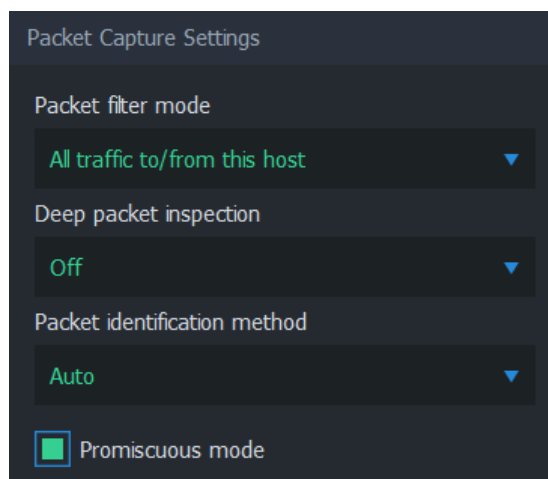 Packet Capture Settings
Packet filter mode
All traffic to/from this host
Deep packet inspection
Off
Packet identification method
Auto
Promiscuous mode